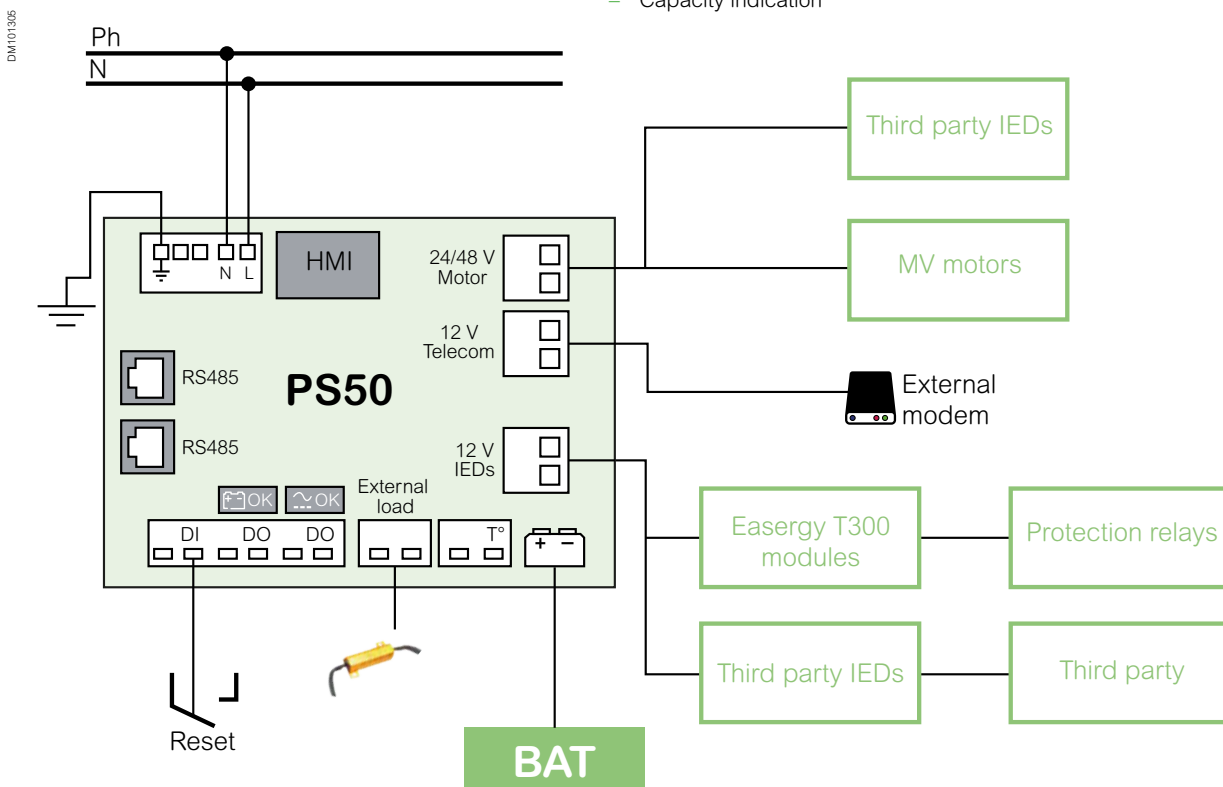 – Capacity indication
DM101305
Ph
N
Third party IEDs
N L
HMI
24/48 V
Motor
MV motors
12 V
Telecom
RS485
PS50
External
modem
RS485
12 V
IEDs
OK
OK
External
load
DI
DO
DO
T°
+ −
Easergy T300
modules
Protection relays
Third party IEDs
Third party
Reset
BAT